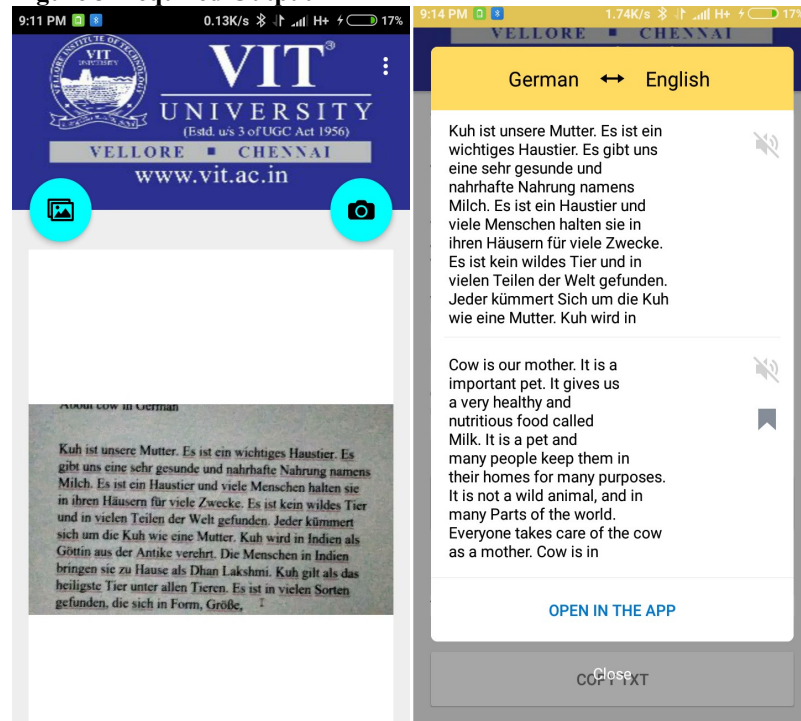 9:11 PM
0.13K/s
H+
17%
INSTITUTE OF TECHNOLOGY
VIT
UNIVERSITY
VIT®
UNIVERSITY
(Estd. u/s 3 of UGC Act 1956)
VELLORE ▪ CHENNAI
www.vit.ac.in
About cow in German
Kuh ist unsere Mutter. Es ist ein wichtiges Haustier. Es
gibt uns eine sehr gesunde und nahrhafte Nahrung namens
Milch. Es ist ein Haustier und viele Menschen halten sie
in ihren Häusern für viele Zwecke. Es ist kein wildes Tier
und in vielen Teilen der Welt gefunden. Jeder kümmert
sich um die Kuh wie eine Mutter. Kuh wird in Indien als
Göttin aus der Antike verehrt. Die Menschen in Indien
bringen sie zu Hause als Dhan Lakshmi. Kuh gilt als das
heiligste Tier unter allen Tieren. Es ist in vielen Sorten
gefunden, die sich in Form, Größe,
9:14 PM
1.74K/s
H+
17%
VELLORE ▪ CHENNAI
German ↔ English
Kuh ist unsere Mutter. Es ist ein
wichtiges Haustier. Es gibt uns
eine sehr gesunde und
nahrhafte Nahrung namens
Milch. Es ist ein Haustier und
viele Menschen halten sie in
ihren Häusern für viele Zwecke.
Es ist kein wildes Tier und in
vielen Teilen der Welt gefunden.
Jeder kümmert Sich um die Kuh
wie eine Mutter. Kuh wird in
Cow is our mother. It is a
important pet. It gives us
a very healthy and
nutritious food called
Milk. It is a pet and
many people keep them in
their homes for many purposes.
It is not a wild animal, and in
many Parts of the world.
Everyone takes care of the cow
as a mother. Cow is in
OPEN IN THE APP
COPY TXT
Close